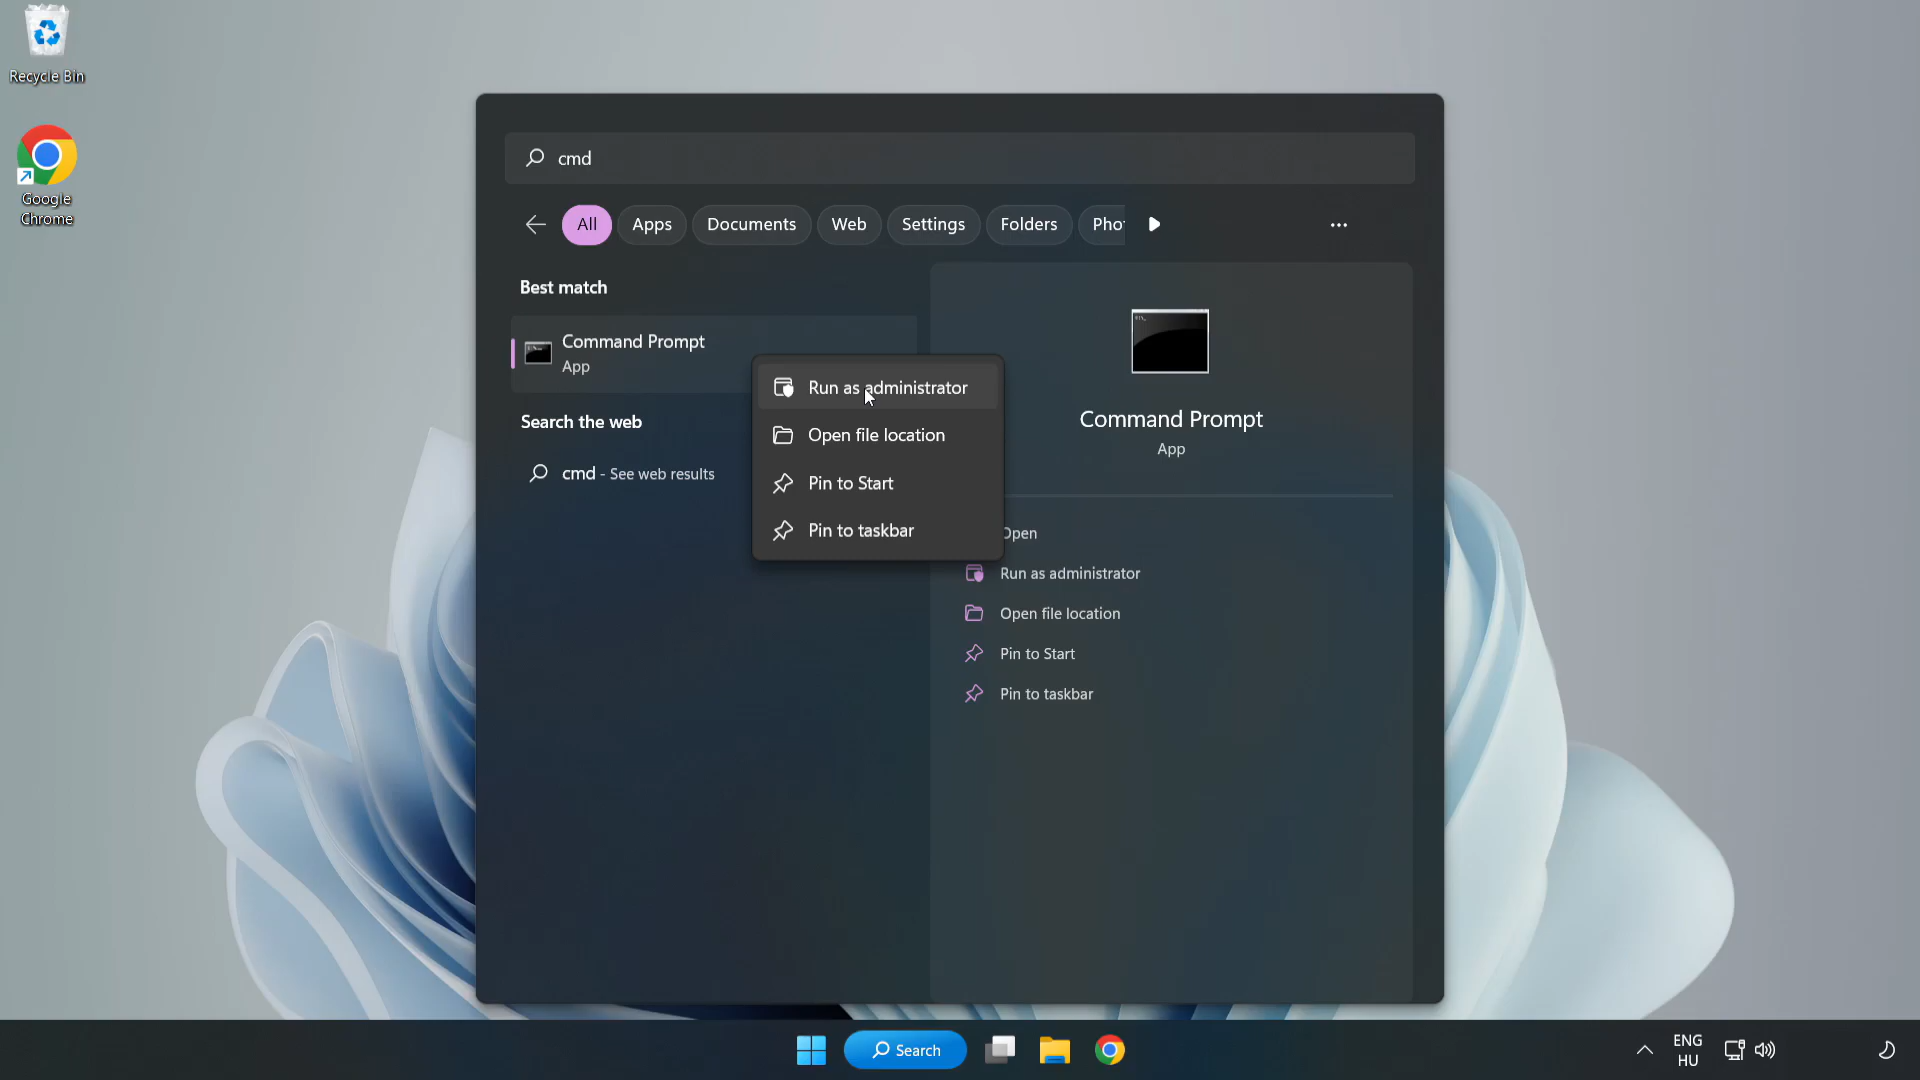 Recycle Bin
Google
Chrome
cmd
All
Apps
Documents
Web
Settings
Folders
Pho
Best match
Command Prompt
App
Search the web
cmd - See web results
Run as administrator
Open file location
Pin to Start
Pin to taskbar
Command Prompt
App
Open
Run as administrator
Open file location
Pin to Start
Pin to taskbar
Search
ENG
HU